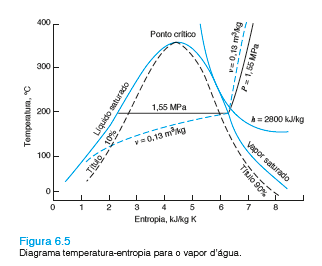 400
300
200
100
0
Temperatura, ºC
Ponto crítico
v = 0,13 m³/kg
P = 1,55 MPa
Líquido saturado
1,55 MPa
h = 2800 kJ/kg
Título 10%
v = 0,13 m³/kg
Vapor saturado
Título 90%
0 1 2 3 4 5 6 7 8
Entropia, kJ/kg K
Figura 6.5
Diagrama temperatura-entropia para o vapor d'água.